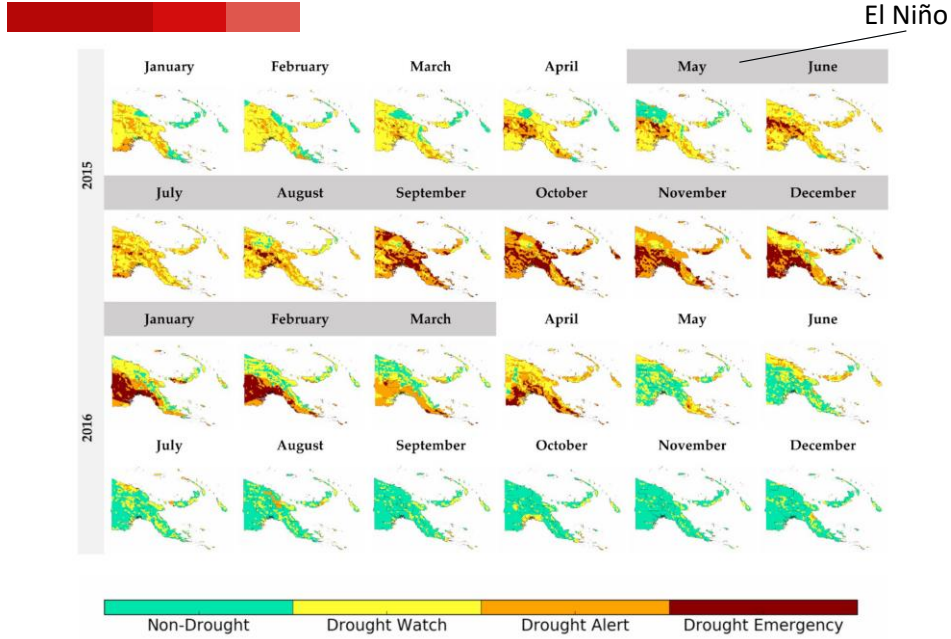 El Niño
January February March April May June
2015
July August September October November December
January February March April May June
2016
July August September October November December
Non-Drought Drought Watch Drought Alert Drought Emergency